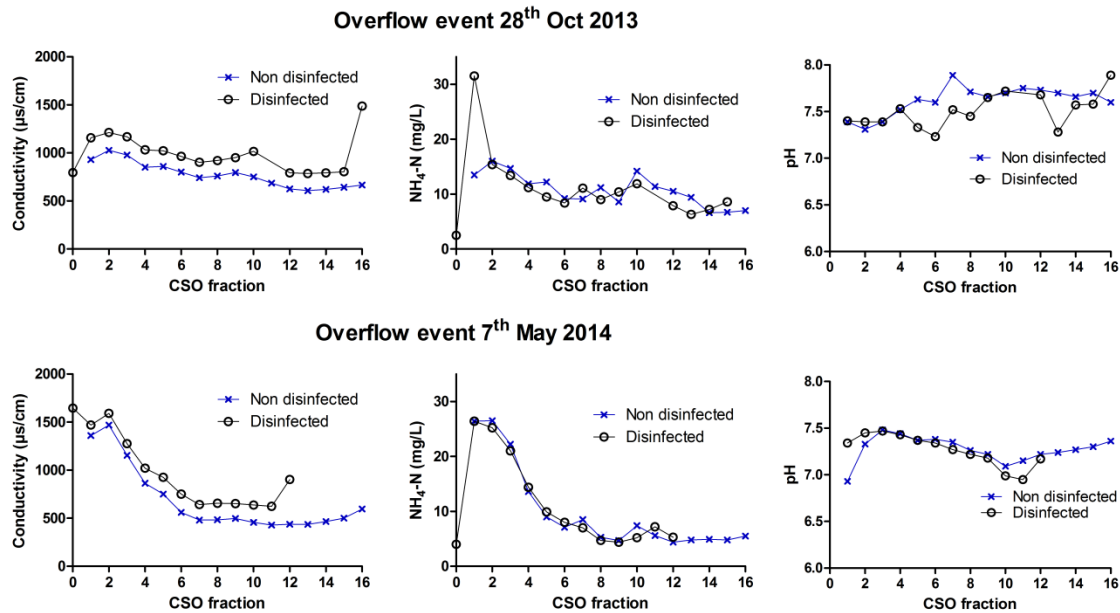 Overflow event 28th Oct 2013
Conductivity (µs/cm)
2000
1500
1000
500
0
Non disinfected
Disinfected
0 2 4 6 8 10 12 14 16
CSO fraction
NH4-N (mg/L)
30
20
10
0
Non disinfected
Disinfected
0 2 4 6 8 10 12 14 16
CSO fraction
pH
8.0
7.5
7.0
6.5
6.0
Non disinfected
Disinfected
0 2 4 6 8 10 12 14 16
CSO fraction
Overflow event 7th May 2014
Conductivity (µs/cm)
2000
1500
1000
500
0
Non disinfected
Disinfected
0 2 4 6 8 10 12 14 16
CSO fraction
NH4-N (mg/L)
30
20
10
0
Non disinfected
Disinfected
0 2 4 6 8 10 12 14 16
CSO fraction
pH
8.0
7.5
7.0
6.5
6.0
Non disinfected
Disinfected
0 2 4 6 8 10 12 14 16
CSO fraction